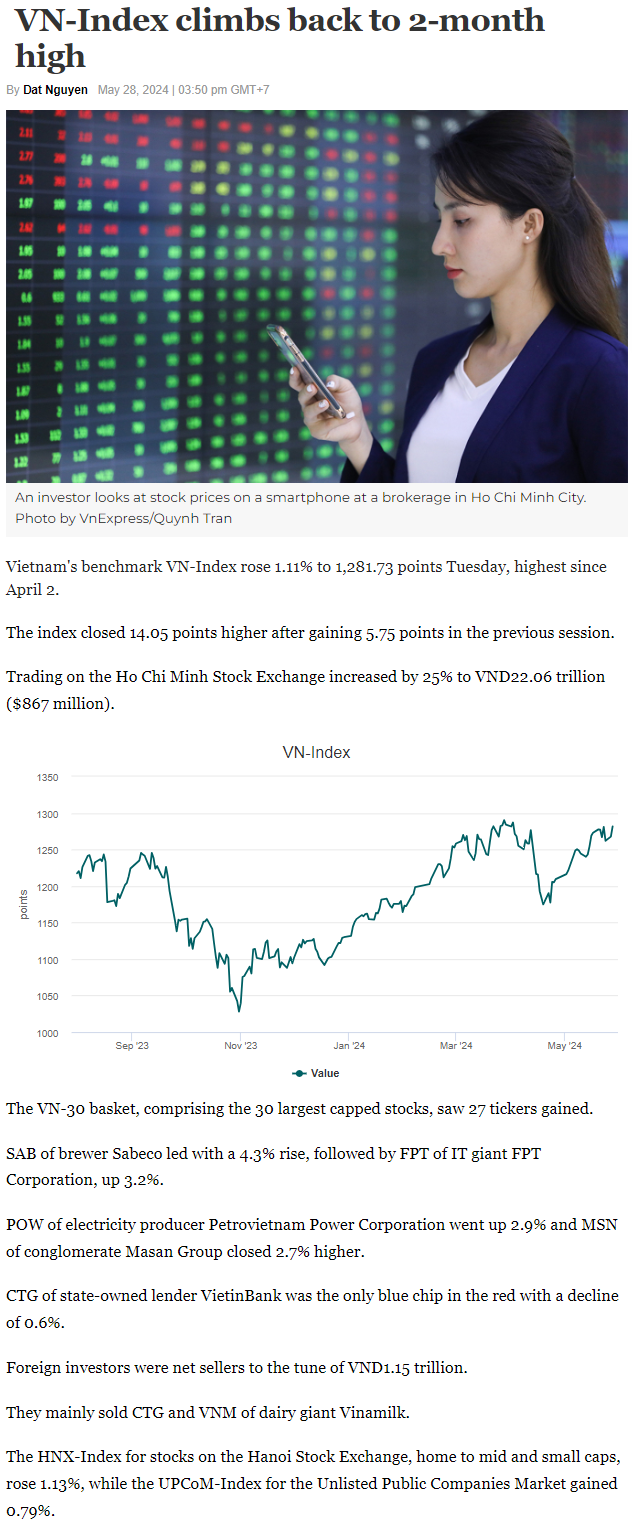 VN-Index climbs back to 2-month
high
By Dat Nguyen May 28, 2024 | 03:50 pm GMT+7
An investor looks at stock prices on a smartphone at a brokerage in Ho Chi Minh City.
Photo by VnExpress/Quynh Tran
Vietnam's benchmark VN-Index rose 1.11% to 1,281.73 points Tuesday, highest since
April 2.
The index closed 14.05 points higher after gaining 5.75 points in the previous session.
Trading on the Ho Chi Minh Stock Exchange increased by 25% to VND22.06 trillion
($867 million).
VN-Index
1350
1300
1250
1200
1150
1100
1050
1000
points
Sep '23 Nov '23 Jan '24 Mar '24 May '24
Value
The VN-30 basket, comprising the 30 largest capped stocks, saw 27 tickers gained.
SAB of brewer Sabeco led with a 4.3% rise, followed by FPT of IT giant FPT
Corporation, up 3.2%.
POW of electricity producer Petrovietnam Power Corporation went up 2.9% and MSN
of conglomerate Masan Group closed 2.7% higher.
CTG of state-owned lender VietinBank was the only blue chip in the red with a decline
of 0.6%.
Foreign investors were net sellers to the tune of VND1.15 trillion.
They mainly sold CTG and VNM of dairy giant Vinamilk.
The HNX-Index for stocks on the Hanoi Stock Exchange, home to mid and small caps,
rose 1.13%, while the UPCoM-Index for the Unlisted Public Companies Market gained
0.79%.